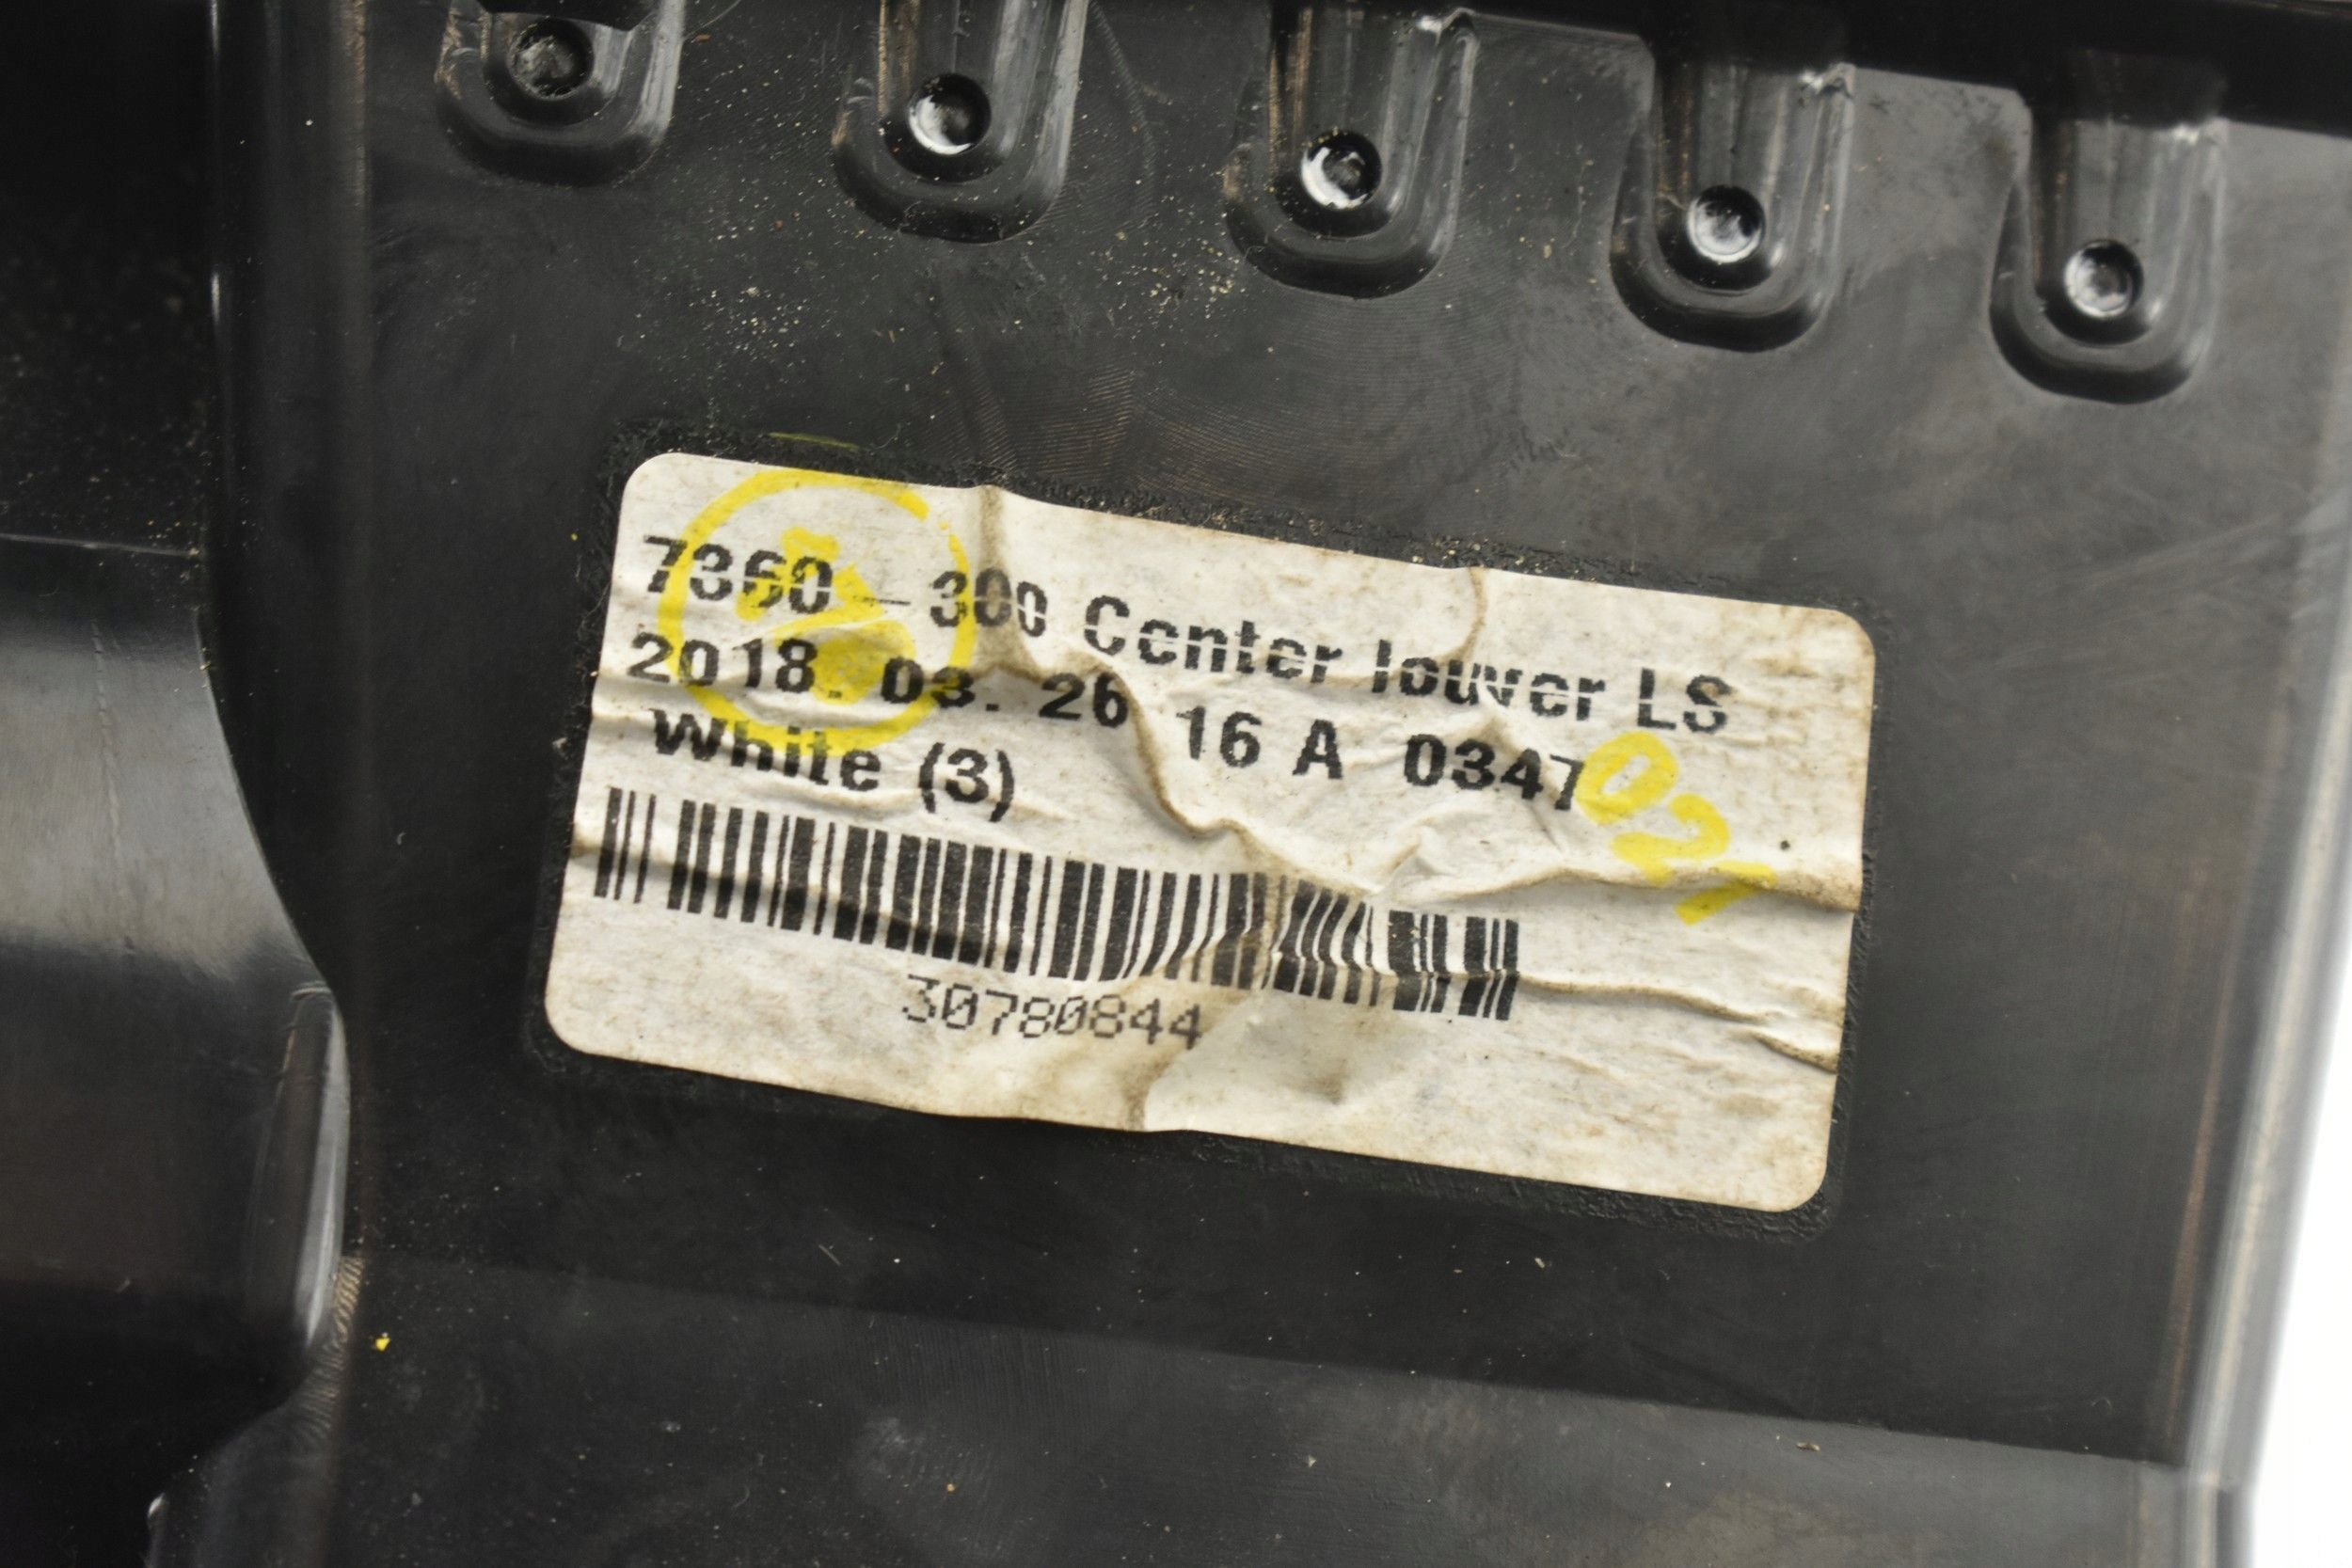 7360 - 300 Center louver LS
2018. 03. 26 16 A 0347
White (3)
30780844